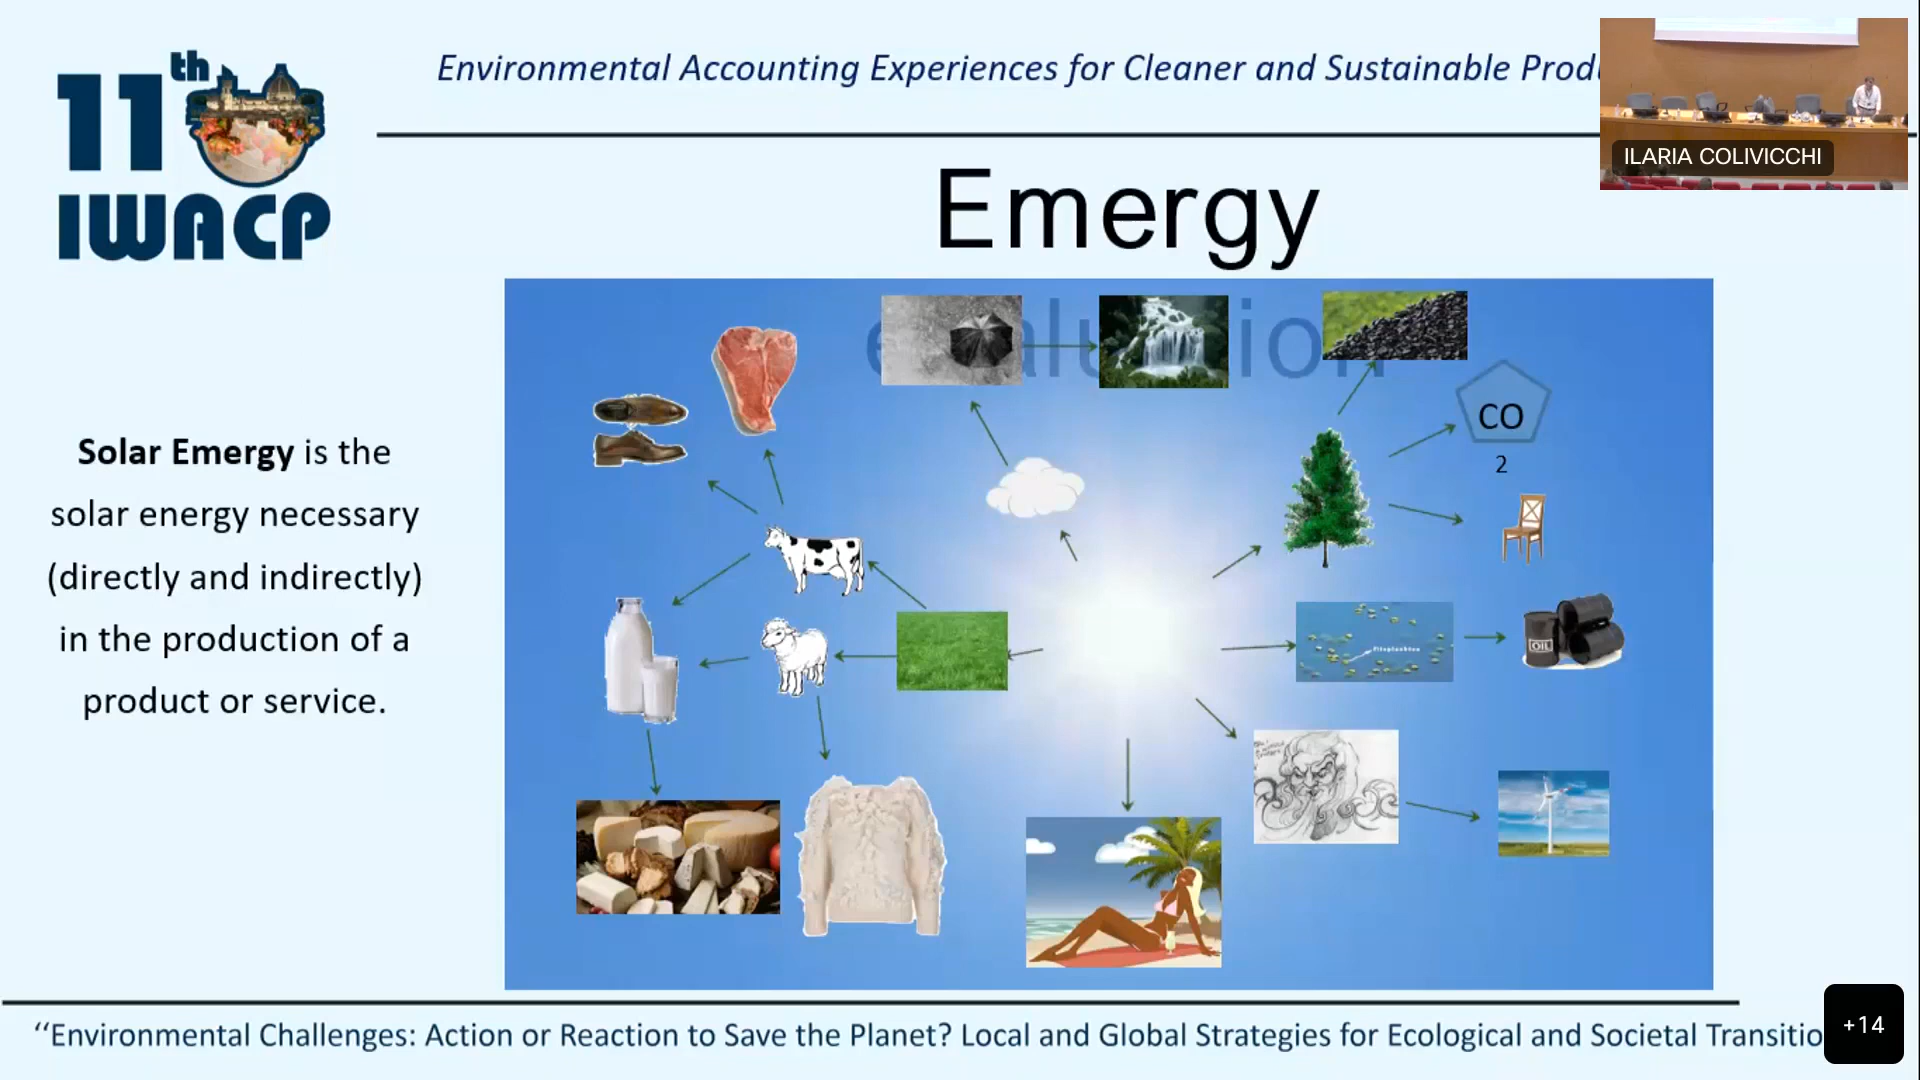 11th
IWACP
Environmental Accounting Experiences for Cleaner and Sustainable Prod
ILARIA COLIVICCHI
Emergy
evaluation
Solar Emergy is the
solar energy necessary
(directly and indirectly)
in the production of a
product or service.
CO
2
Fitoplankton
OIL
“Environmental Challenges: Action or Reaction to Save the Planet? Local and Global Strategies for Ecological and Societal Transitio
+14